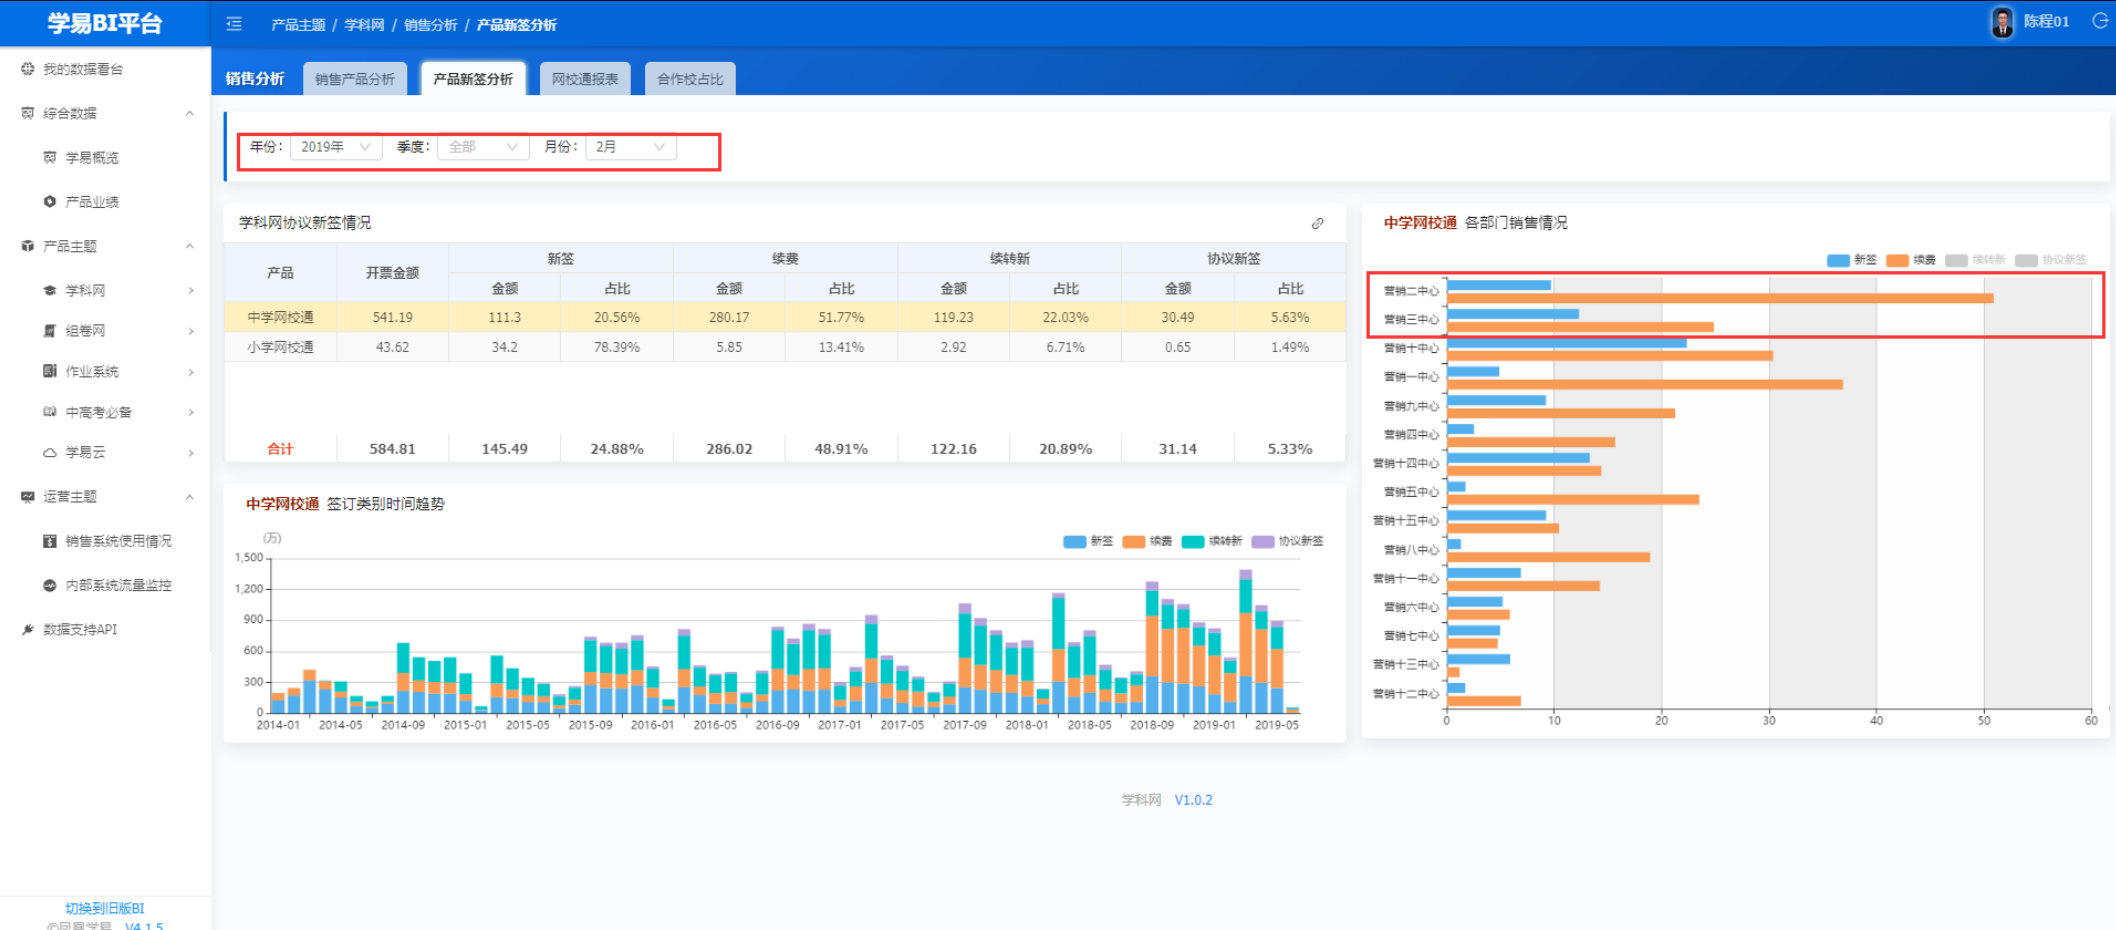 学易BI平台
产品主题 / 学科网 / 销售分析 / 产品新签分析
陈程01
我的数据看台
综合数据
学易概览
产品业绩
产品主题
学科网
组卷网
作业系统
中高考必备
学易云
运营主题
销售系统使用情况
内部系统流量监控
数据支持API
切换到旧版BI
©凤凰学易 V4.1.5
销售分析 销售产品分析 产品新签分析 网校通报表 合作校占比
年份: 2019年 季度: 全部 月份: 2月
学科网协议新签情况
产品 开票金额 新签 续费 续转新 协议新签
金额 占比 金额 占比 金额 占比 金额 占比
中学网校通 541.19 111.3 20.56% 280.17 51.77% 119.23 22.03% 30.49 5.63%
小学网校通 43.62 34.2 78.39% 5.85 13.41% 2.92 6.71% 0.65 1.49%
合计 584.81 145.49 24.88% 286.02 48.91% 122.16 20.89% 31.14 5.33%
中学网校通 签订类别时间趋势
(万)
新签 续费 续转新 协议新签
1,500
1,200
900
600
300
0
2014-01 2014-05 2014-09 2015-01 2015-05 2015-09 2016-01 2016-05 2016-09 2017-01 2017-05 2017-09 2018-01 2018-05 2018-09 2019-01 2019-05
中学网校通 各部门销售情况
新签 续费 续转新 协议新签
营销二中心
营销三中心
营销十中心
营销一中心
营销九中心
营销四中心
营销十四中心
营销五中心
营销十五中心
营销八中心
营销十一中心
营销六中心
营销七中心
营销十三中心
营销十二中心
0 10 20 30 40 50 60
学科网 V1.0.2